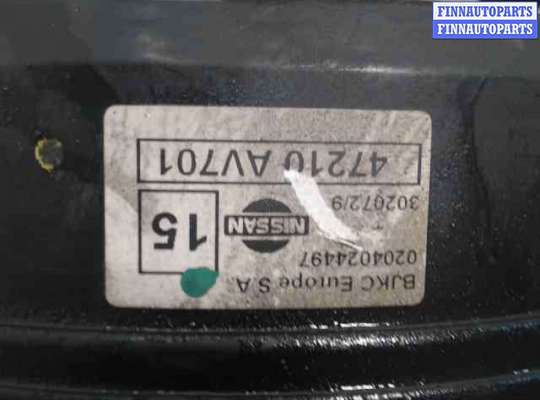 FINNAUTOPARTS
FINNAUTOPARTS
BJKC Europe S A
0204024497
NISSAN
15
302072/9
47210 AV701